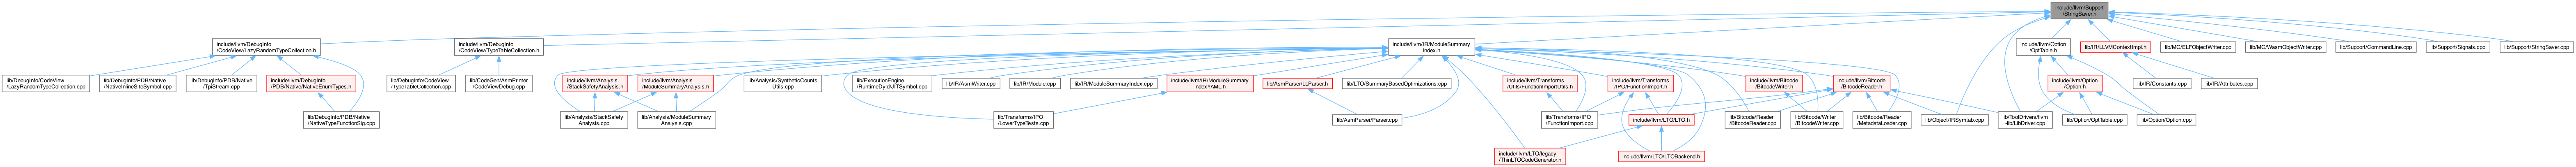 include/llvm/Support
/StringSaver.h
include/llvm/DebugInfo
/CodeView/LazyRandomTypeCollection.h
include/llvm/DebugInfo
/CodeView/TypeTableCollection.h
include/llvm/IR/ModuleSummary
Index.h
include/llvm/Option
/OptTable.h
lib/IR/LLVMContextImpl.h
lib/MC/ELFObjectWriter.cpp
lib/MC/WasmObjectWriter.cpp
lib/Support/CommandLine.cpp
lib/Support/Signals.cpp
lib/Support/StringSaver.cpp
lib/DebugInfo/CodeView
/LazyRandomTypeCollection.cpp
lib/DebugInfo/PDB/Native
/NativeInlineSiteSymbol.cpp
lib/DebugInfo/PDB/Native
/TpiStream.cpp
include/llvm/DebugInfo
/PDB/Native/NativeEnumTypes.h
lib/DebugInfo/CodeView
/TypeTableCollection.cpp
lib/CodeGen/AsmPrinter
/CodeViewDebug.cpp
include/llvm/Analysis
/StackSafetyAnalysis.h
include/llvm/Analysis
/ModuleSummaryAnalysis.h
lib/Analysis/SyntheticCounts
Utils.cpp
lib/ExecutionEngine
/RuntimeDyld/JITSymbol.cpp
lib/IR/AsmWriter.cpp
lib/IR/Module.cpp
lib/IR/ModuleSummaryIndex.cpp
include/llvm/IR/ModuleSummary
IndexYAML.h
lib/AsmParser/LLParser.h
lib/LTO/SummaryBasedOptimizations.cpp
include/llvm/Transforms
/Utils/FunctionImportUtils.h
include/llvm/Transforms
/IPO/FunctionImport.h
include/llvm/Bitcode
/BitcodeWriter.h
include/llvm/Bitcode
/BitcodeReader.h
include/llvm/Option
/Option.h
lib/IR/Constants.cpp
lib/IR/Attributes.cpp
lib/DebugInfo/PDB/Native
/NativeTypeFunctionSig.cpp
lib/Analysis/StackSafety
Analysis.cpp
lib/Analysis/ModuleSummary
Analysis.cpp
lib/Transforms/IPO
/LowerTypeTests.cpp
lib/AsmParser/Parser.cpp
lib/Transforms/IPO
/FunctionImport.cpp
include/llvm/LTO/LTO.h
lib/Bitcode/Reader
/BitcodeReader.cpp
lib/Bitcode/Writer
/BitcodeWriter.cpp
lib/Bitcode/Reader
/MetadataLoader.cpp
lib/Object/IRSymtab.cpp
lib/ToolDrivers/llvm
-lib/LibDriver.cpp
lib/Option/OptTable.cpp
lib/Option/Option.cpp
include/llvm/LTO/legacy
/ThinLTOCodeGenerator.h
include/llvm/LTO/LTOBackend.h